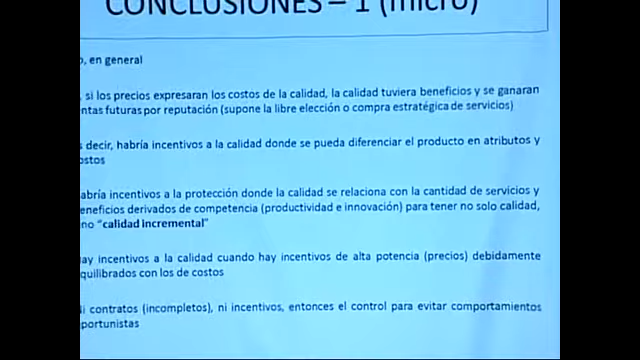 CONCLUSIONES – 1 (micro)
, en general
, si los precios expresaran los costos de la calidad, la calidad tuviera beneficios y se ganaran
ntas futuras por reputación (supone la libre elección o compra estratégica de servicios)
decir, habría incentivos a la calidad donde se pueda diferenciar el producto en atributos y
ostos
abría incentivos a la protección donde la calidad se relaciona con la cantidad de servicios y
eneficios derivados de competencia (productividad e innovación) para tener no solo calidad,
no "calidad incremental"
ay incentivos a la calidad cuando hay incentivos de alta potencia (precios) debidamente
quilibrados con los de costos
i contratos (incompletos), ni incentivos, entonces el control para evitar comportamientos
portunistas